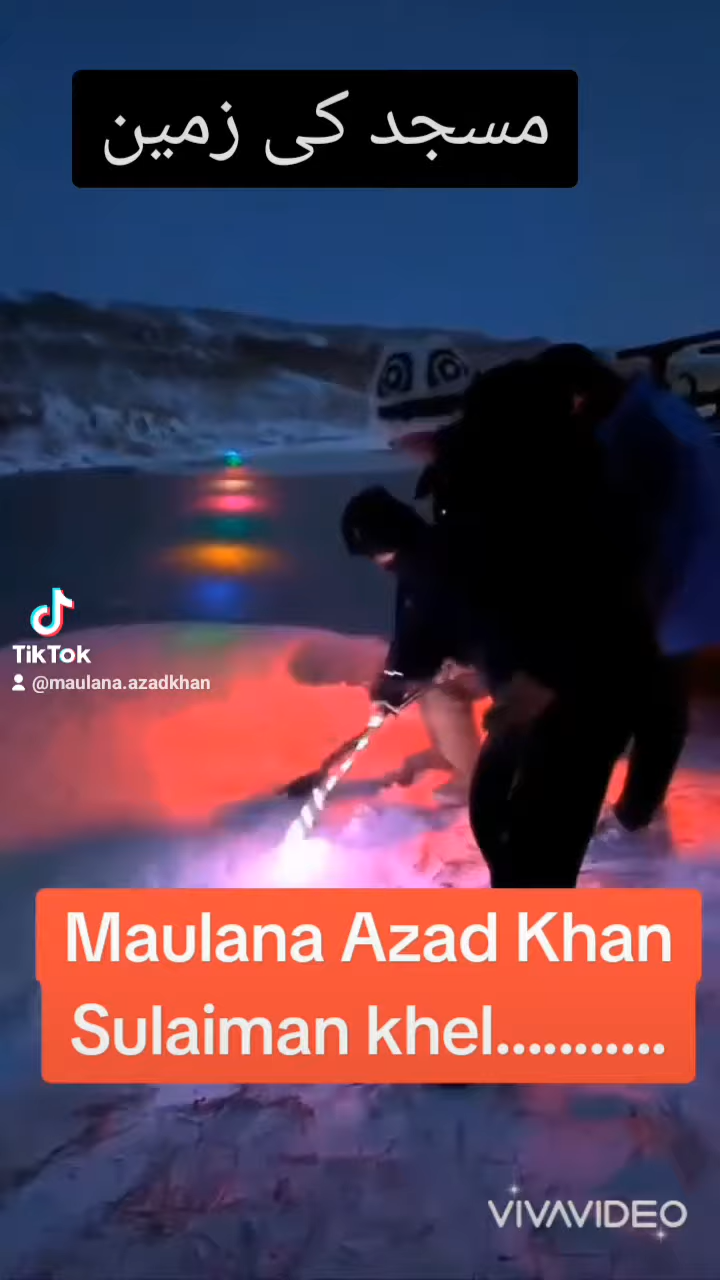 مسجد کی زمین
TikTok
@maulana.azadkhan
Maulana Azad Khan
Sulaiman khel...........
VIVAVIDEO